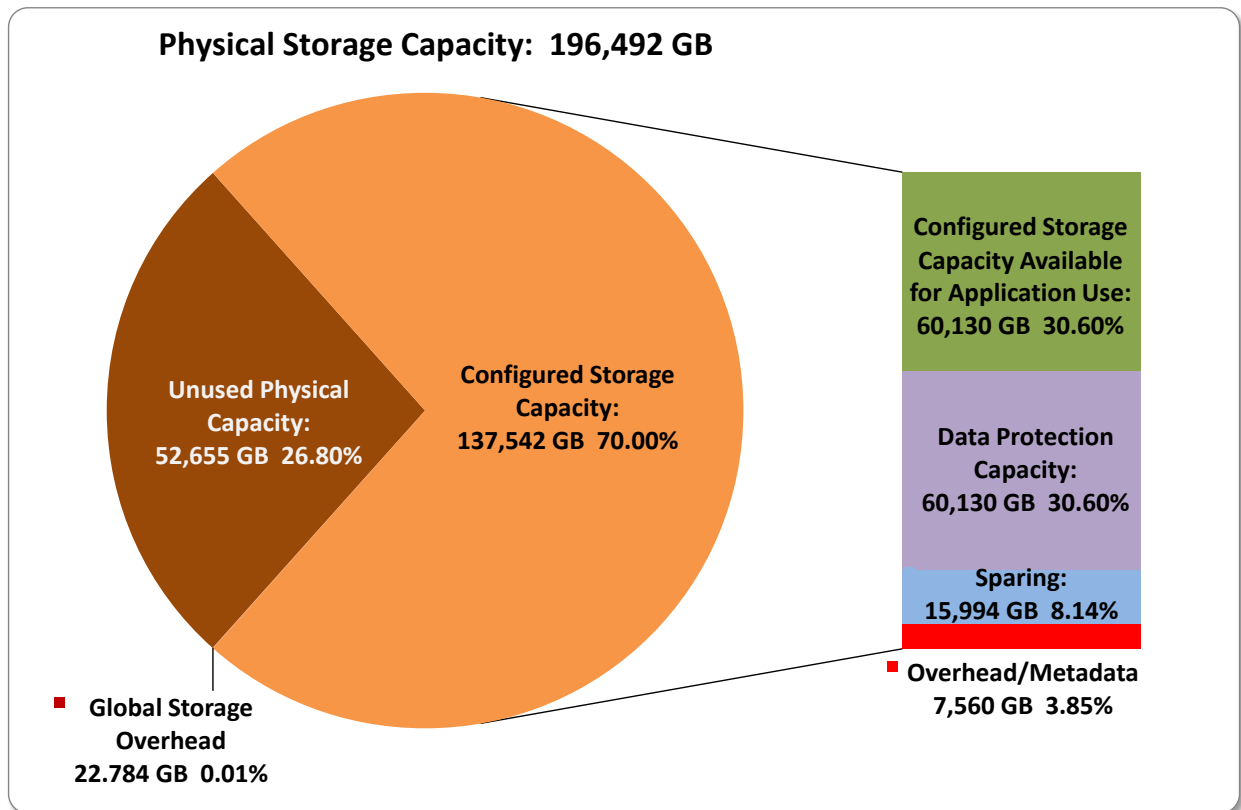 Physical Storage Capacity: 196,492 GB
Unused Physical
Capacity:
52,655 GB 26.80%
Configured Storage
Capacity:
137,542 GB 70.00%
Configured Storage
Capacity Available
for Application Use:
60,130 GB 30.60%
Data Protection
Capacity:
60,130 GB 30.60%
Sparing:
15,994 GB 8.14%
Overhead/Metadata
7,560 GB 3.85%
Global Storage
Overhead
22.784 GB 0.01%